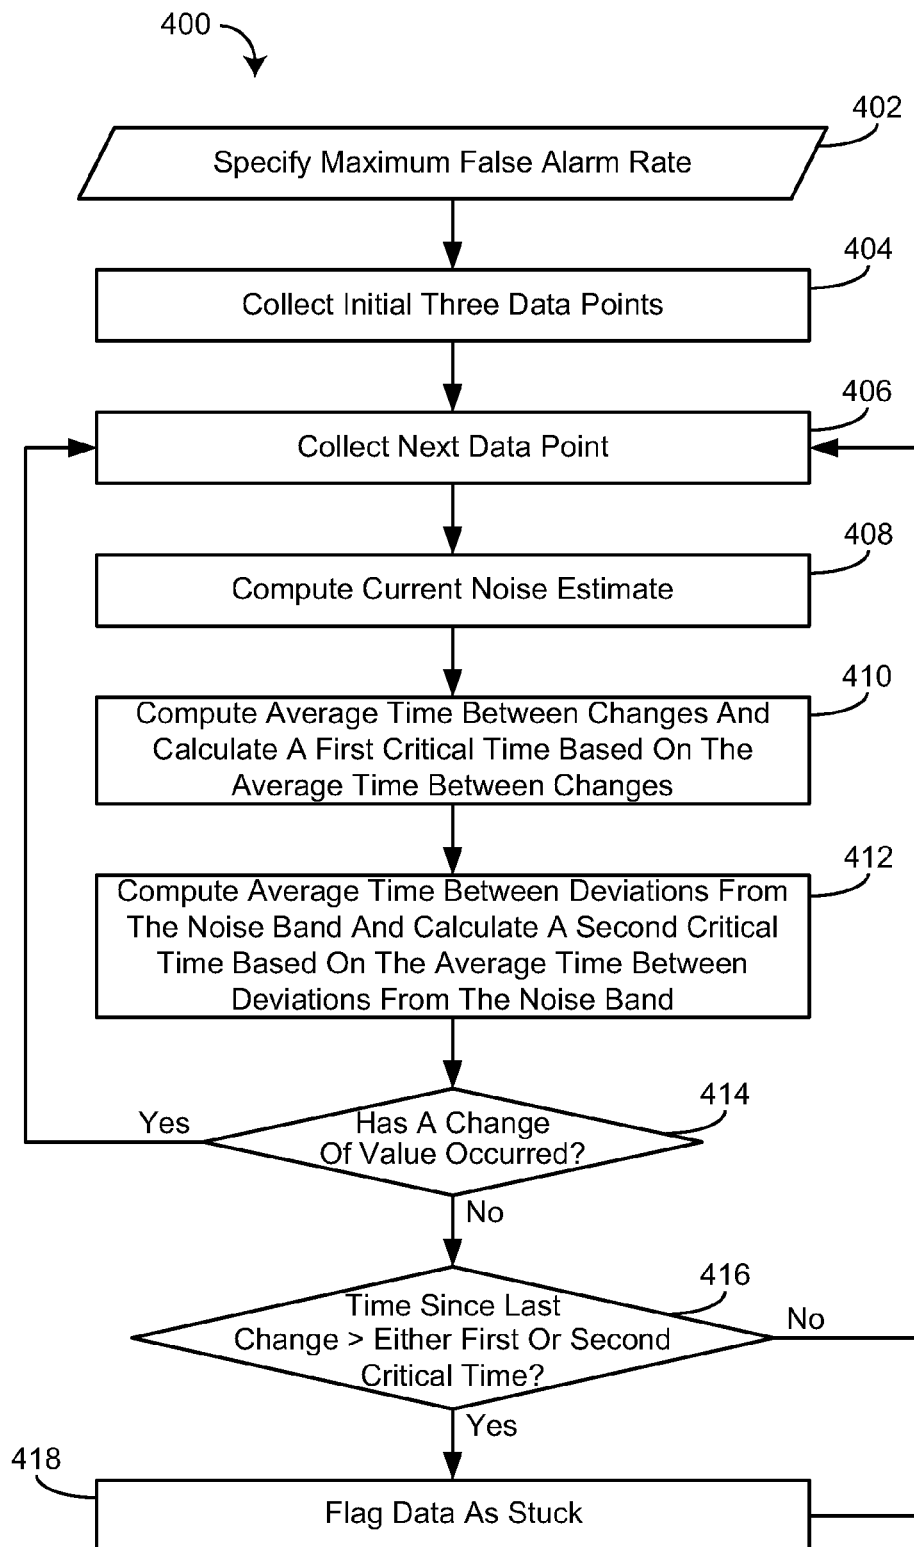 400
402
Specify Maximum False Alarm Rate
404
Collect Initial Three Data Points
406
Collect Next Data Point
408
Compute Current Noise Estimate
410
Compute Average Time Between Changes And
Calculate A First Critical Time Based On The
Average Time Between Changes
412
Compute Average Time Between Deviations From
The Noise Band And Calculate A Second Critical
Time Based On The Average Time Between
Deviations From The Noise Band
414
Yes
Has A Change
Of Value Occurred?
No
416
Time Since Last
Change > Either First Or Second
Critical Time?
No
Yes
418
Flag Data As Stuck